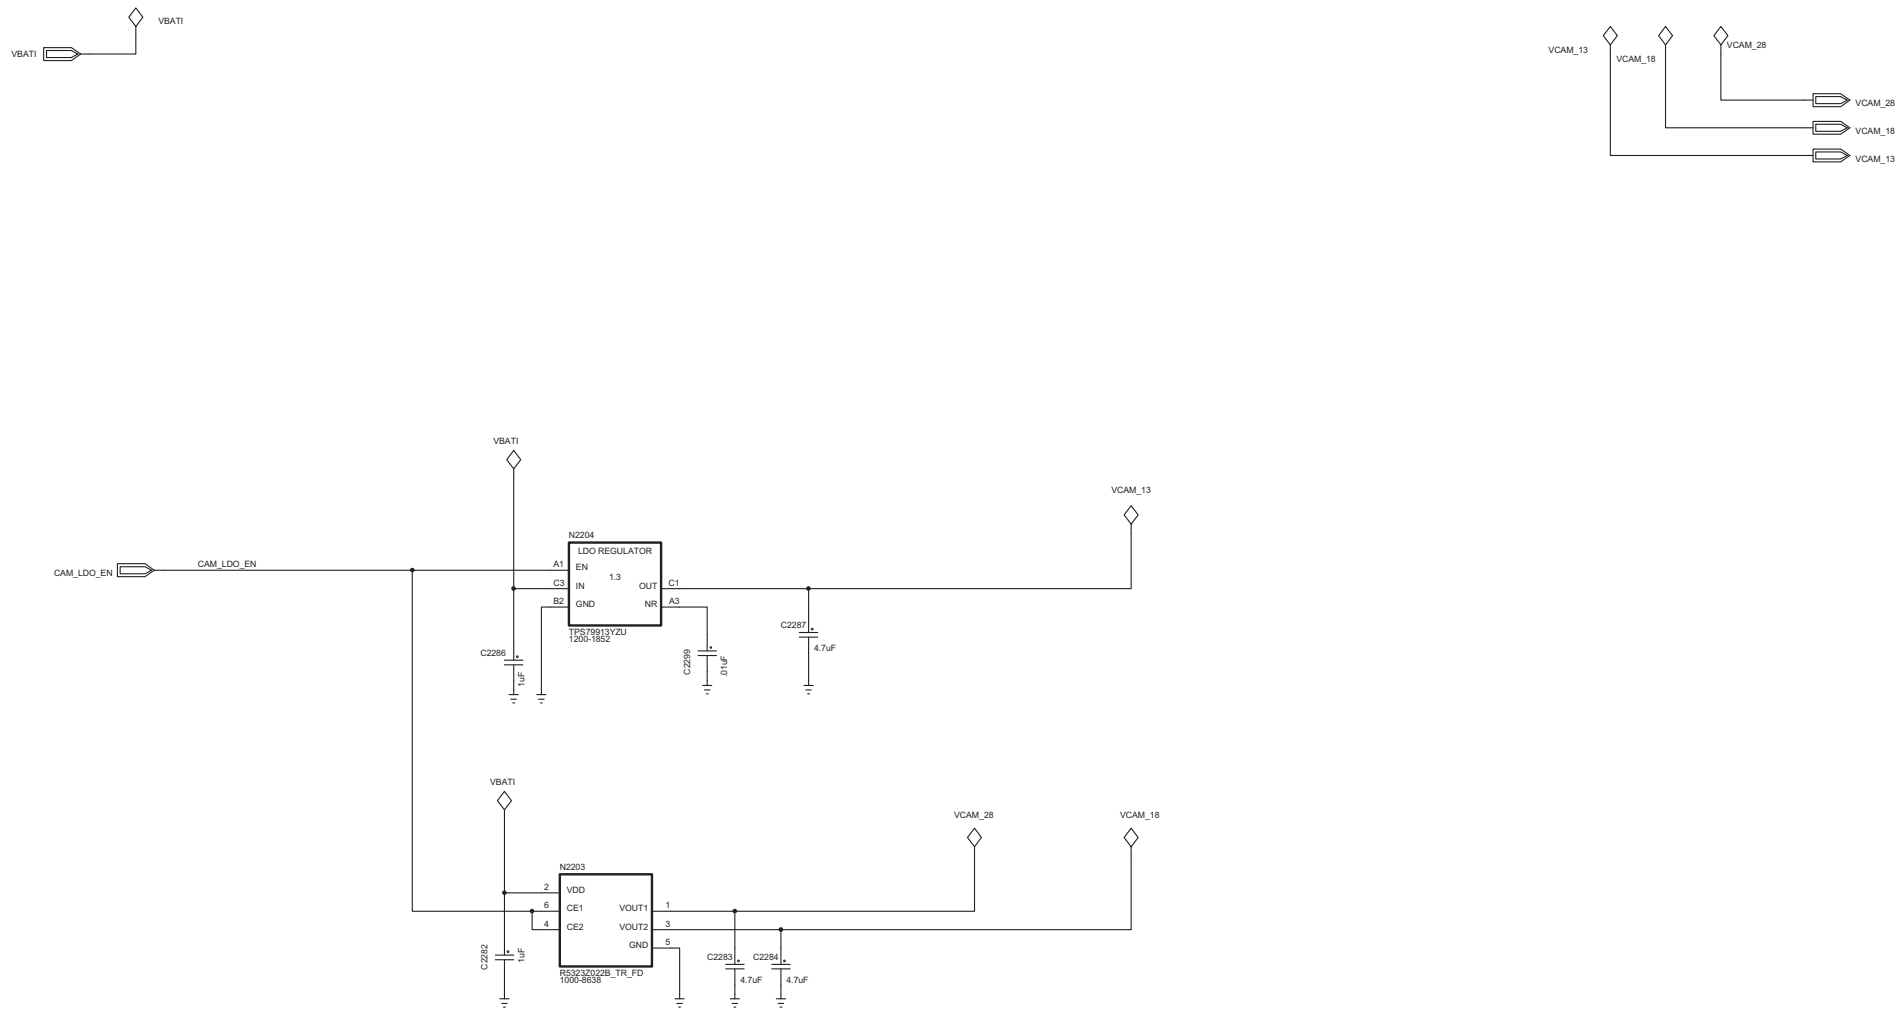 VBATI
VBATI
VCAM_13
VCAM_18
VCAM_28
VCAM_28
VCAM_18
VCAM_13
VBATI
VCAM_13
N2204
LDO REGULATOR
CAM_LDO_EN
CAM_LDO_EN
A1
EN
1.3
C3
IN
OUT
C1
B2
GND
NR
A3
TPS79913YZU
1200-1852
C2286
1uF
C2299
.01uF
C2287
4.7uF
VBATI
VCAM_28
VCAM_18
N2203
2
VDD
6
CE1
VOUT1
1
4
CE2
VOUT2
3
GND
5
C2282
1uF
R5323Z022B_TR_FD
1000-8638
C2283
4.7uF
C2284
4.7uF